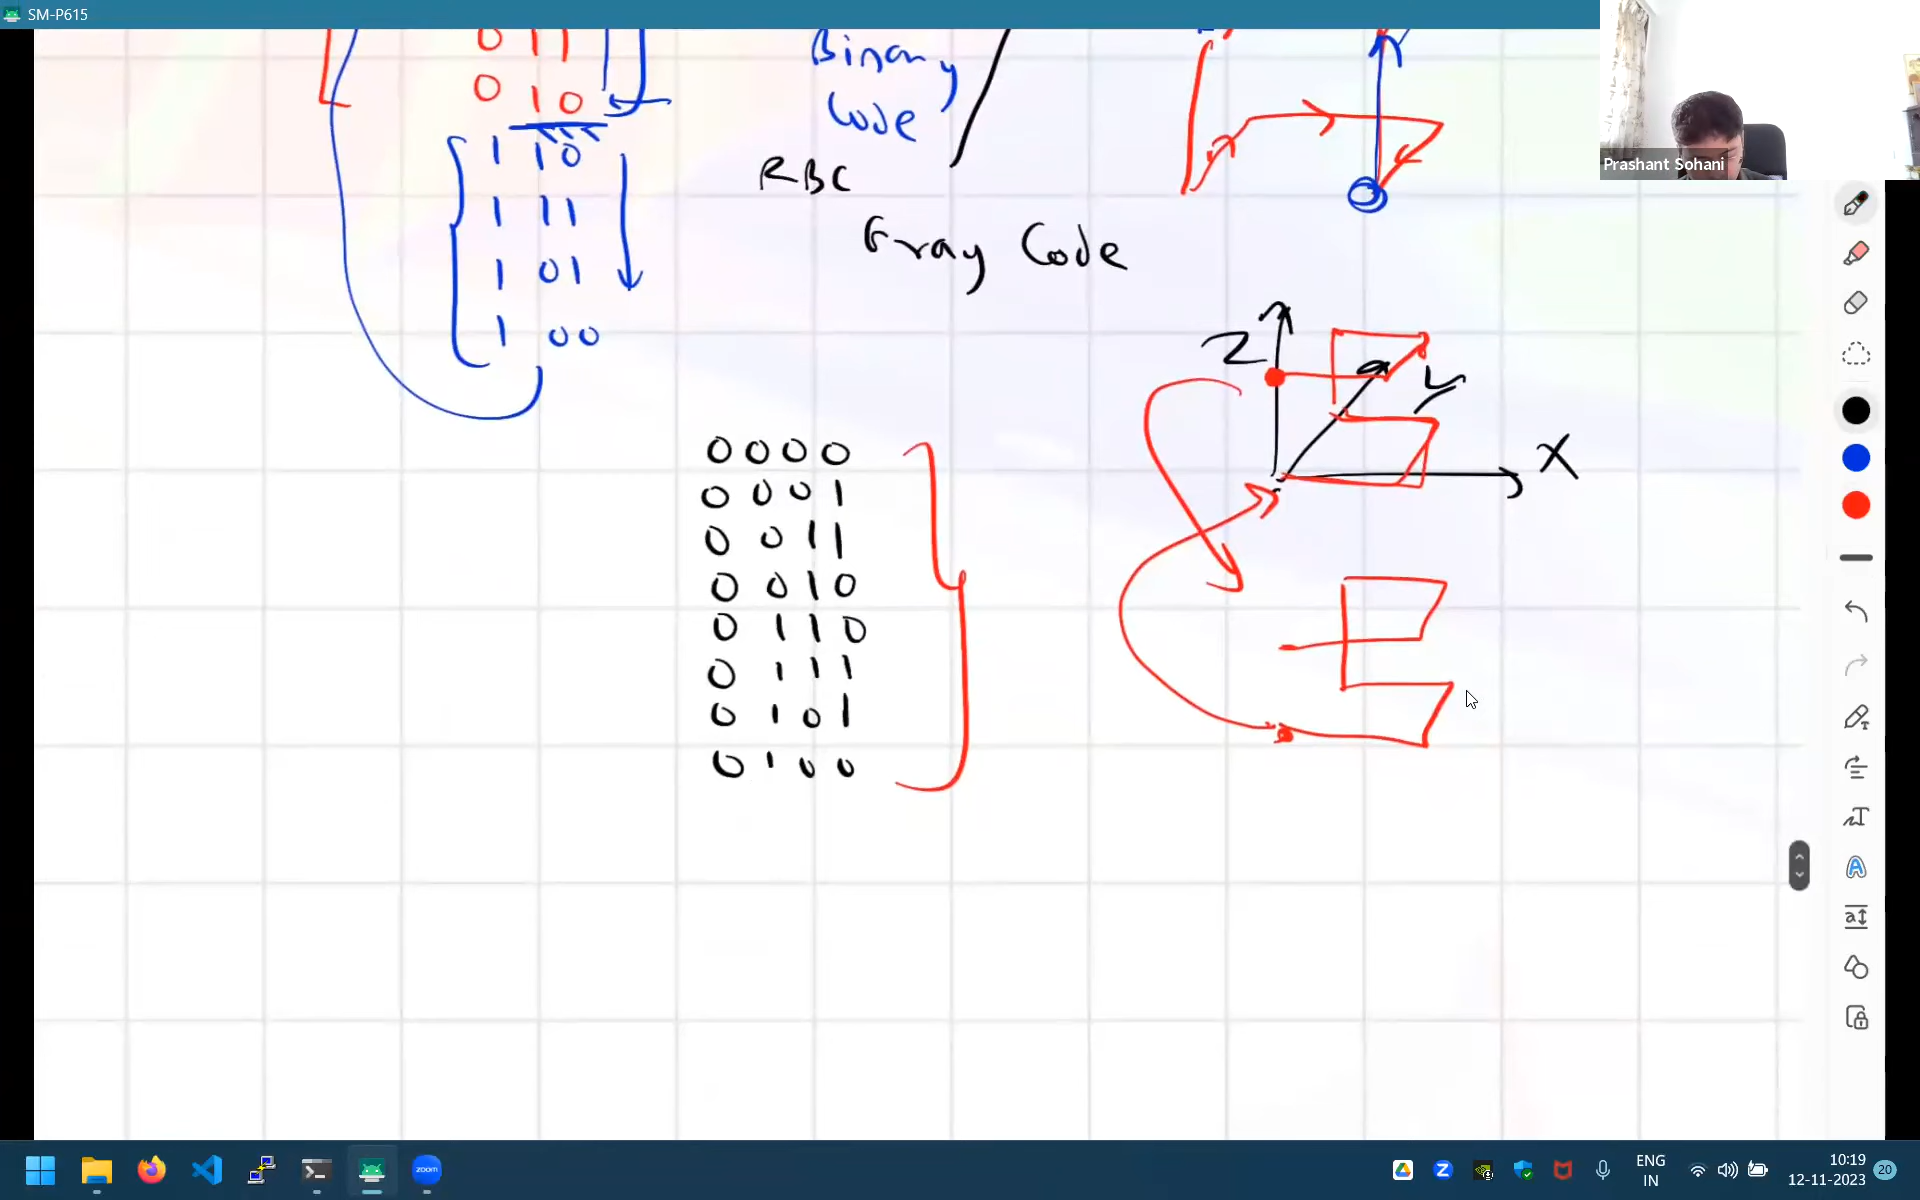 SM-P615
Prashant Sohani
0 1 1
0 1 0
1 1 0
1 1 1
1 0 1
1 0 0
Binary
Code
RBC
Gray Code
Z
Y
X
0 0 0 0
0 0 0 1
0 0 1 1
0 0 1 0
0 1 1 0
0 1 1 1
0 1 0 1
0 1 0 0
zoom
ENG
IN
10:19
12-11-2023
20